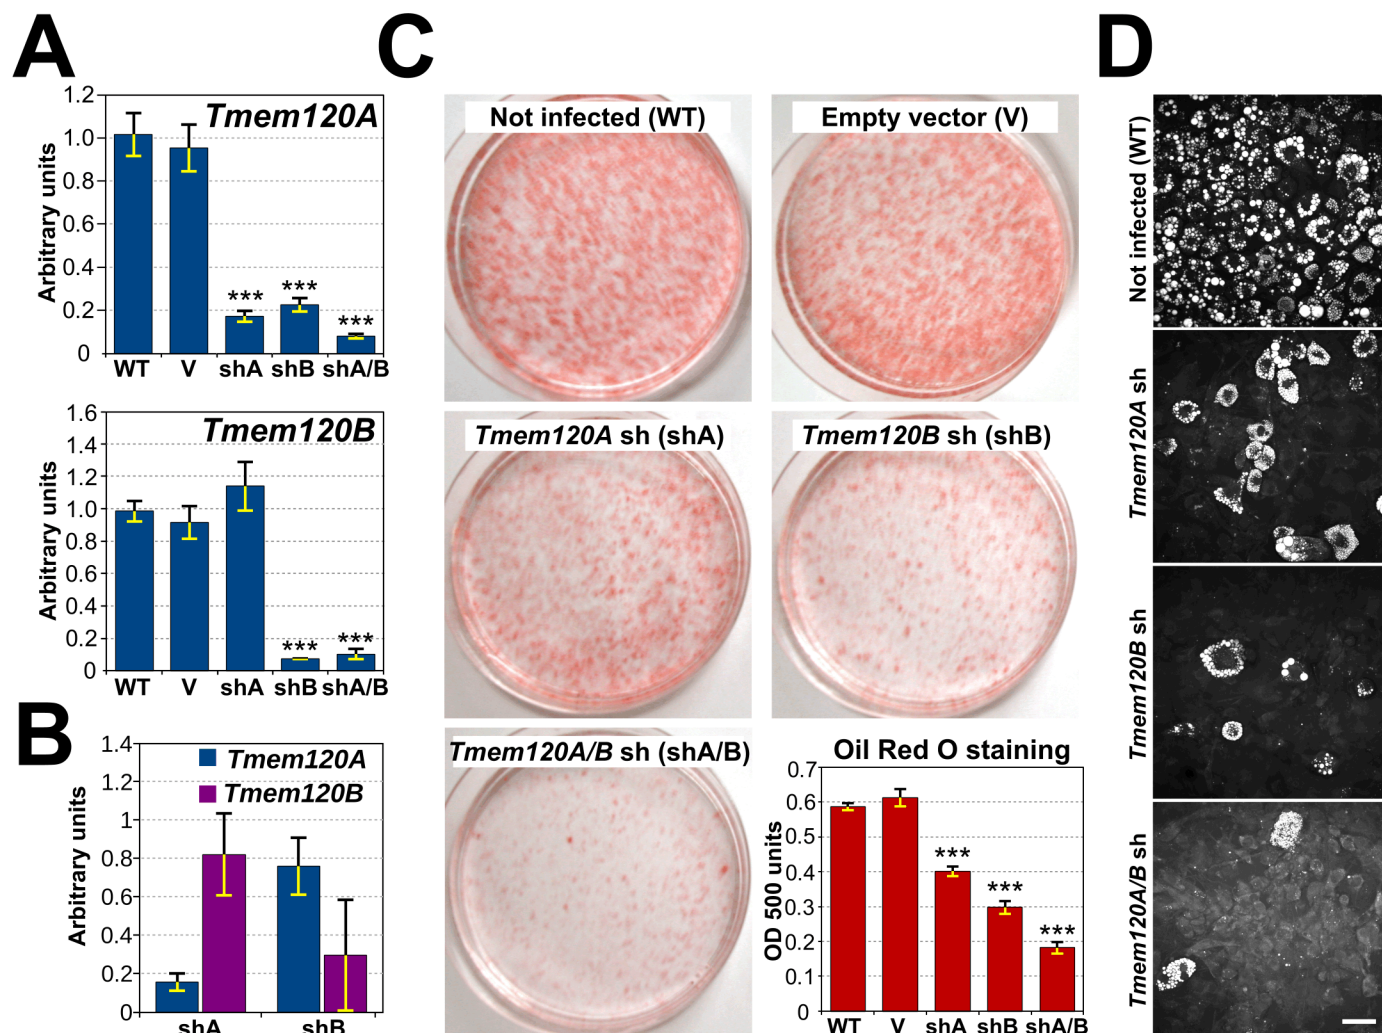 A
Tmem120A
Arbitrary units
1.2
1.0
0.8
0.6
0.4
0.2
0
***
***
***
WT V shA shB shA/B
Tmem120B
Arbitrary units
1.6
1.4
1.2
1.0
0.8
0.6
0.4
0.2
0
***
***
WT V shA shB shA/B
B
Tmem120A
Tmem120B
Arbitrary units
1.4
1.2
1
0.8
0.6
0.4
0.2
0
shA shB
C
Not infected (WT)
Empty vector (V)
Tmem120A sh (shA)
Tmem120B sh (shB)
Tmem120A/B sh (shA/B)
Oil Red O staining
OD 500 units
0.7
0.6
0.5
0.4
0.3
0.2
0.1
0
***
***
***
WT V shA shB shA/B
D
Not infected (WT)
Tmem120A sh
Tmem120B sh
Tmem120A/B sh